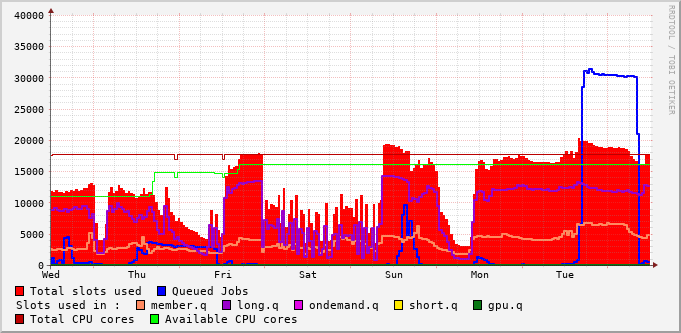 40000
35000
30000
25000
20000
15000
10000
5000
0
Wed Thu Fri Sat Sun Mon Tue
RRDTOOL / TOBI OETIKER
Total slots used Queued Jobs
Slots used in : member.q long.q ondemand.q short.q gpu.q
Total CPU cores Available CPU cores